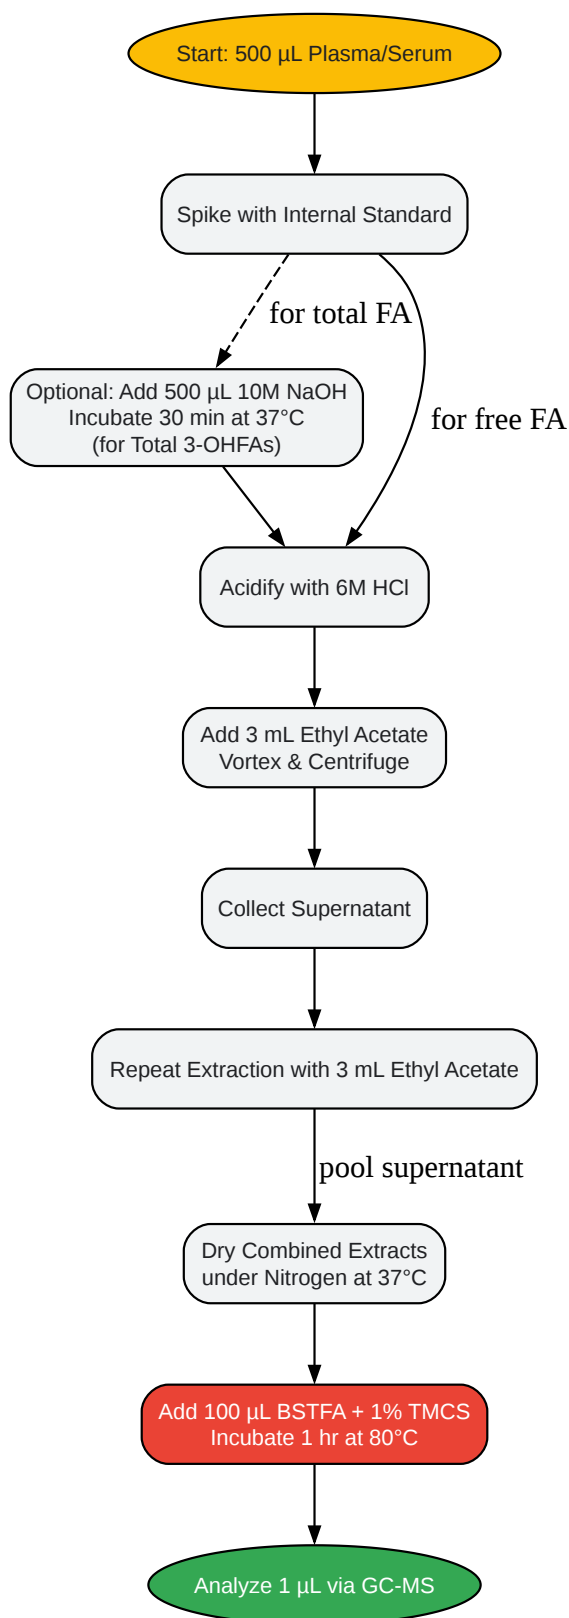 Start: 500 µL Plasma/Serum
Spike with Internal Standard
for total FA
Optional: Add 500 µL 10M NaOH
Incubate 30 min at 37°C
(for Total 3-OHFAs)
for free FA
Acidify with 6M HCl
Add 3 mL Ethyl Acetate
Vortex & Centrifuge
Collect Supernatant
Repeat Extraction with 3 mL Ethyl Acetate
pool supernatant
Dry Combined Extracts
under Nitrogen at 37°C
Add 100 µL BSTFA + 1% TMCS
Incubate 1 hr at 80°C
Analyze 1 µL via GC-MS